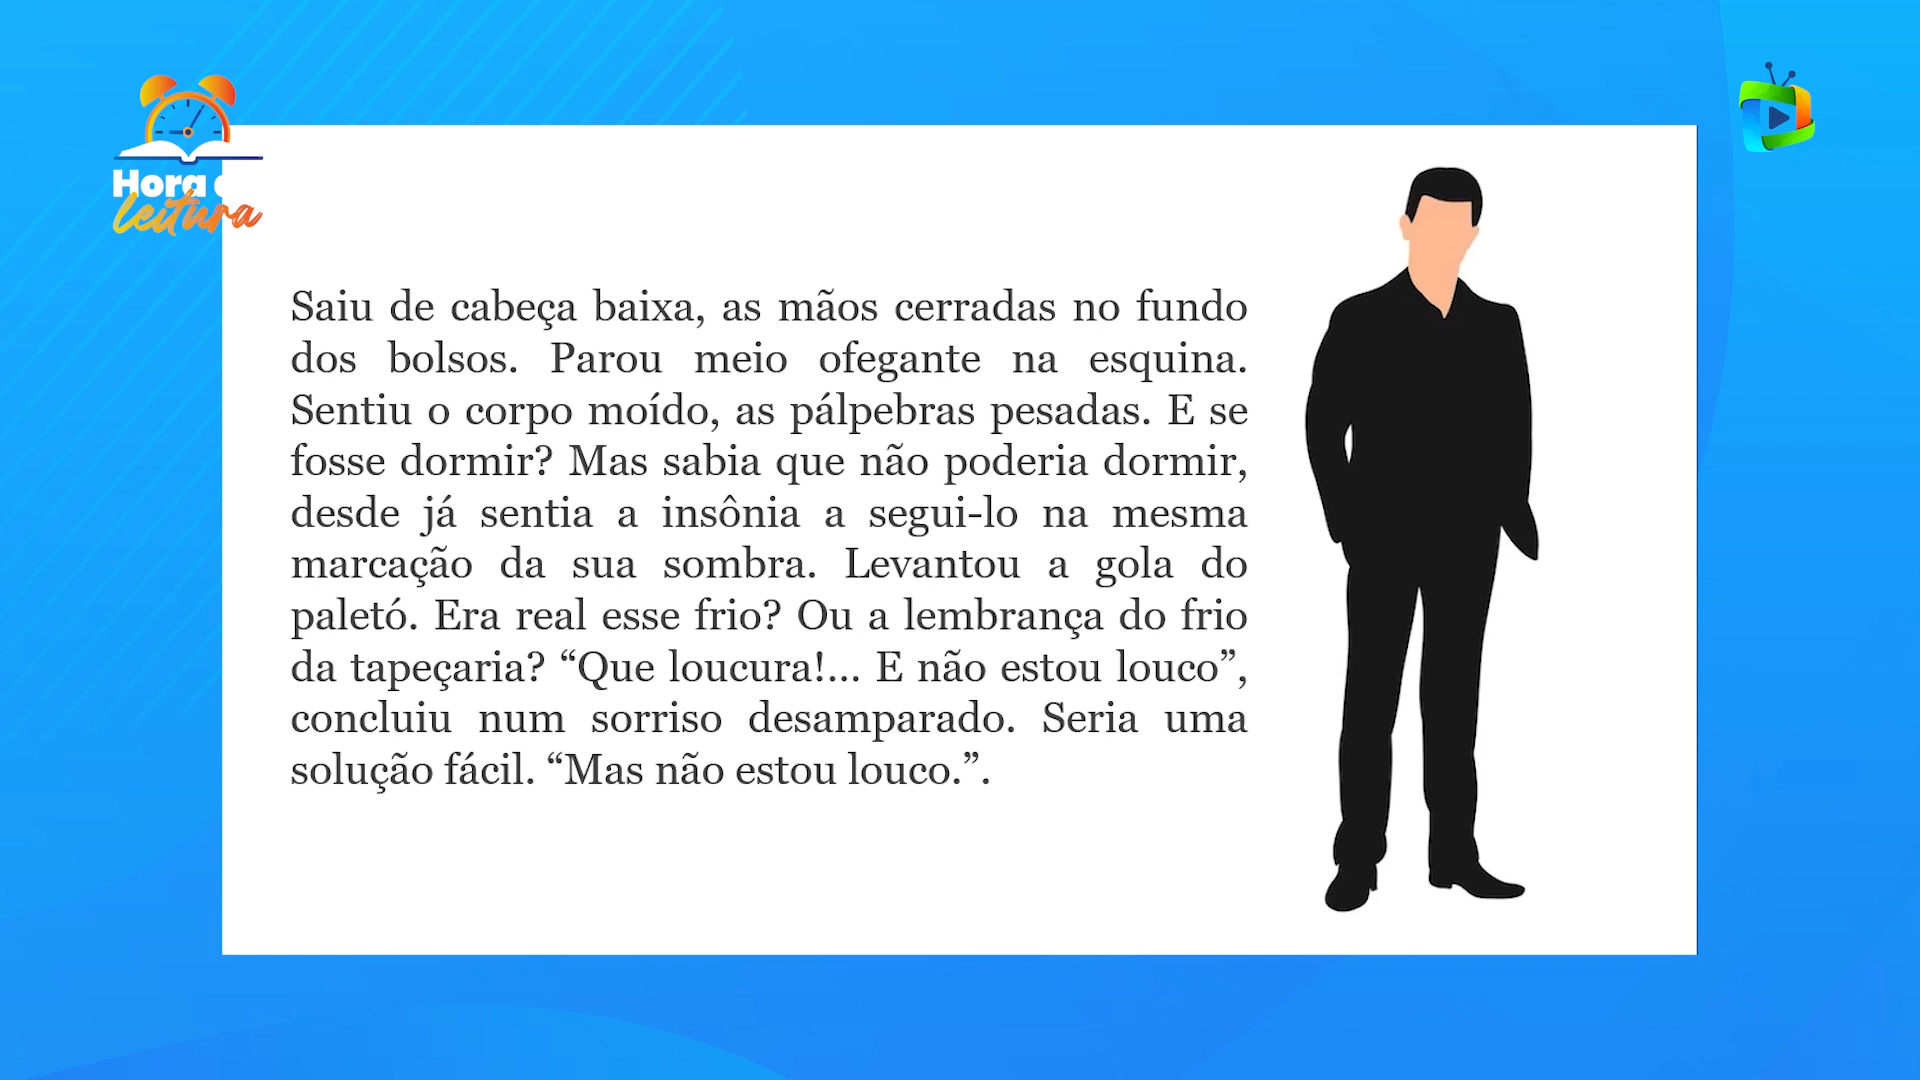 Hora
leitura
Saiu de cabeça baixa, as mãos cerradas no fundo
dos bolsos. Parou meio ofegante na esquina.
Sentiu o corpo moído, as pálpebras pesadas. E se
fosse dormir? Mas sabia que não poderia dormir,
desde já sentia a insônia a segui-lo na mesma
marcação da sua sombra. Levantou a gola do
paletó. Era real esse frio? Ou a lembrança do frio
da tapeçaria? “Que loucura!... E não estou louco”,
concluiu num sorriso desamparado. Seria uma
solução fácil. “Mas não estou louco.”.